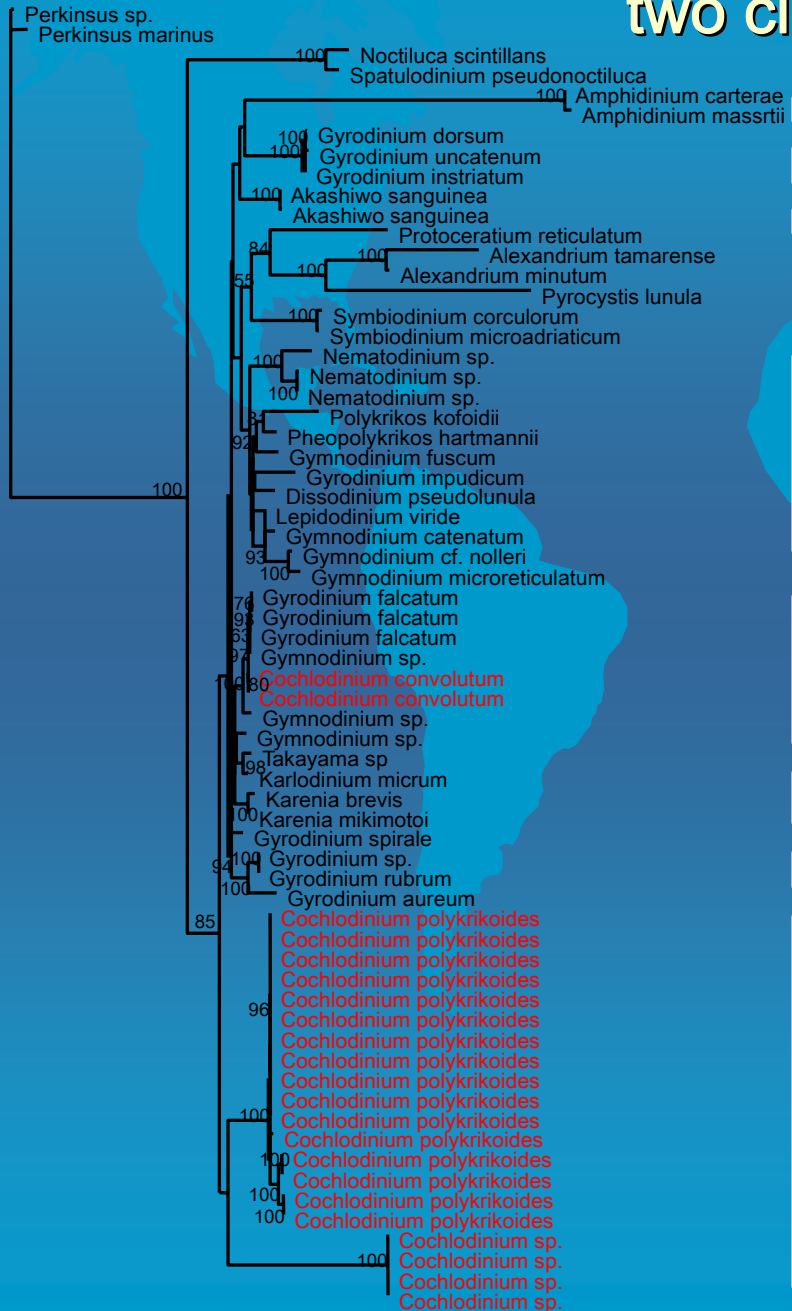 two cl
Perkinsus sp.
Perkinsus marinus
100 Noctiluca scintillans
Spatulodinium pseudonoctiluca
100 Amphidinium carterae
Amphidinium massrtii
100 Gyrodinium dorsum
100 Gyrodinium uncatenum
Gyrodinium instriatum
100 Akashiwo sanguinea
Akashiwo sanguinea
Protoceratium reticulatum
84
100 Alexandrium tamarense
100 Alexandrium minutum
55
Pyrocystis lunula
100 Symbiodinium corculorum
Symbiodinium microadriaticum
100 Nematodinium sp.
Nematodinium sp.
100 Nematodinium sp.
Polykrikos kofoidii
92 Pheopolykrikos hartmannii
Gymnodinium fuscum
Gyrodinium impudicum
100 Dissodinium pseudolunula
Lepidodinium viride
Gymnodinium catenatum
93 Gymnodinium cf. nolleri
100 Gymnodinium microreticulatum
76 Gyrodinium falcatum
93 Gyrodinium falcatum
63 Gyrodinium falcatum
97 Gymnodinium sp.
80 Cochlodinium convolutum
Cochlodinium convolutum
Gymnodinium sp.
Gymnodinium sp.
98 Takayama sp
Karlodinium micrum
Karenia brevis
100 Karenia mikimotoi
Gyrodinium spirale
94 100 Gyrodinium sp.
100 Gyrodinium rubrum
Gyrodinium aureum
85 Cochlodinium polykrikoides
Cochlodinium polykrikoides
Cochlodinium polykrikoides
Cochlodinium polykrikoides
Cochlodinium polykrikoides
96 Cochlodinium polykrikoides
Cochlodinium polykrikoides
Cochlodinium polykrikoides
Cochlodinium polykrikoides
Cochlodinium polykrikoides
100 Cochlodinium polykrikoides
Cochlodinium polykrikoides
100 Cochlodinium polykrikoides
Cochlodinium polykrikoides
100 Cochlodinium polykrikoides
100 Cochlodinium polykrikoides
Cochlodinium sp.
100 Cochlodinium sp.
Cochlodinium sp.
Cochlodinium sp.